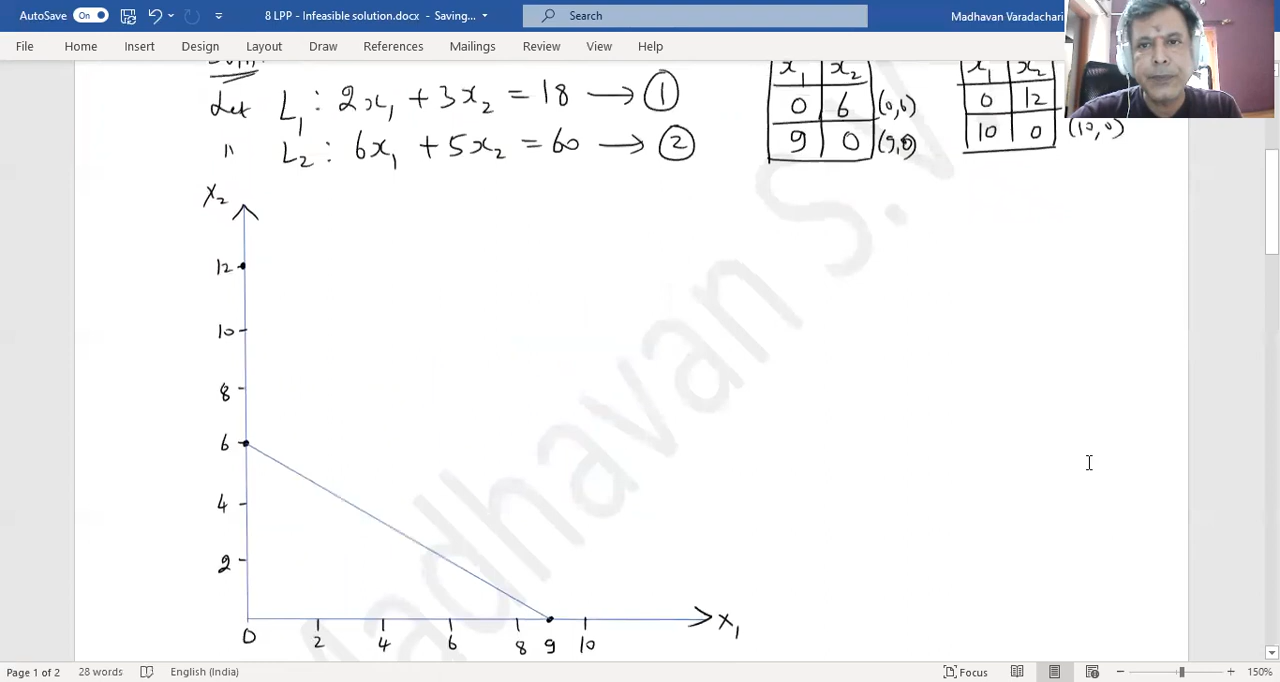 AutoSave On 8 LPP - Infeasible solution.docx - Saving... Search Madhavan Varadachari
File Home Insert Design Layout Draw References Mailings Review View Help
Let L₁ : 2x₁ + 3x₂ = 18 → ①
" L₂ : 6x₁ + 5x₂ = 60 → ②
x₁ x₂
0 6 (0,6)
9 0 (9,0)
x₁ x₂
0 12
10 0 (10,0)
X₂
12
10
8
6
4
2
0 2 4 6 8 9 10 X₁
Madhavan S.V
Page 1 of 2 28 words English (India) Focus 150%